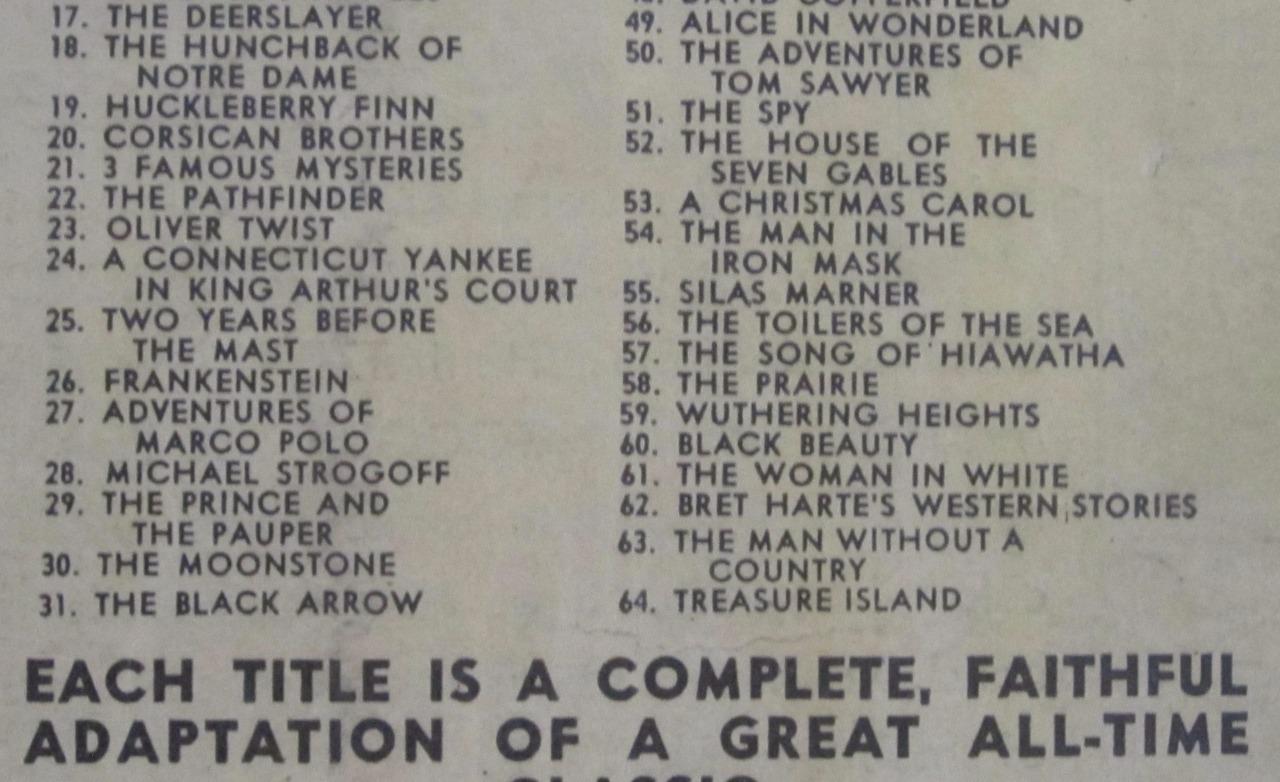 17. THE DEERSLAYER
18. THE HUNCHBACK OF
NOTRE DAME
19. HUCKLEBERRY FINN
20. CORSICAN BROTHERS
21. 3 FAMOUS MYSTERIES
22. THE PATHFINDER
23. OLIVER TWIST
24. A CONNECTICUT YANKEE
IN KING ARTHUR'S COURT
25. TWO YEARS BEFORE
THE MAST
26. FRANKENSTEIN
27. ADVENTURES OF
MARCO POLO
28. MICHAEL STROGOFF
29. THE PRINCE AND
THE PAUPER
30. THE MOONSTONE
31. THE BLACK ARROW
DAVID COPPERFIELD
49. ALICE IN WONDERLAND
50. THE ADVENTURES OF
TOM SAWYER
51. THE SPY
52. THE HOUSE OF THE
SEVEN GABLES
53. A CHRISTMAS CAROL
54. THE MAN IN THE
IRON MASK
55. SILAS MARNER
56. THE TOILERS OF THE SEA
57. THE SONG OF HIAWATHA
58. THE PRAIRIE
59. WUTHERING HEIGHTS
60. BLACK BEAUTY
61. THE WOMAN IN WHITE
62. BRET HARTE'S WESTERN STORIES
63. THE MAN WITHOUT A
COUNTRY
64. TREASURE ISLAND
EACH TITLE IS A COMPLETE, FAITHFUL
ADAPTATION OF A GREAT ALL-TIME
CLASSIC